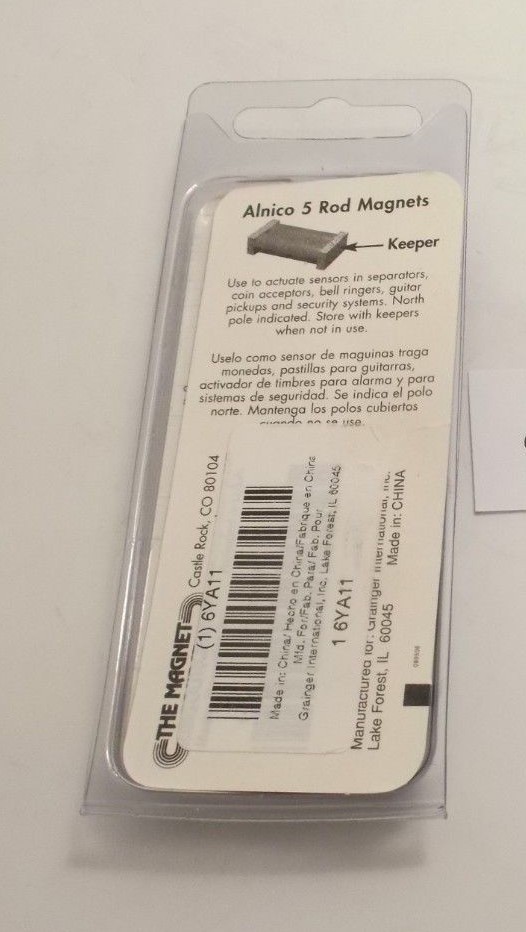 Alnico 5 Rod Magnets
Keeper
Use to actuate sensors in separators,
coin acceptors, bell ringers, guitar
pickups and security systems. North
pole indicated. Store with keepers
when not in use.
Uselo como sensor de maguinas traga
monedas, pastillas para guitarras,
activador de timbres para alarma y para
sistemas de seguridad. Se indica el polo
norte. Mantenga los polos cubiertos
cuando no se use.
THE MAGNET Castle Rock, CO 80104
(1) 6YA11
Made in: China/ Hecho en China/Fabrique en China
Mfd. For/Fab. Para/ Fab. Pour
Grainger International, Inc. Lake Forest, IL 60045
1 6YA11
Manufactured for: Grainger International, Inc.
Lake Forest, IL 60045 Made in: CHINA